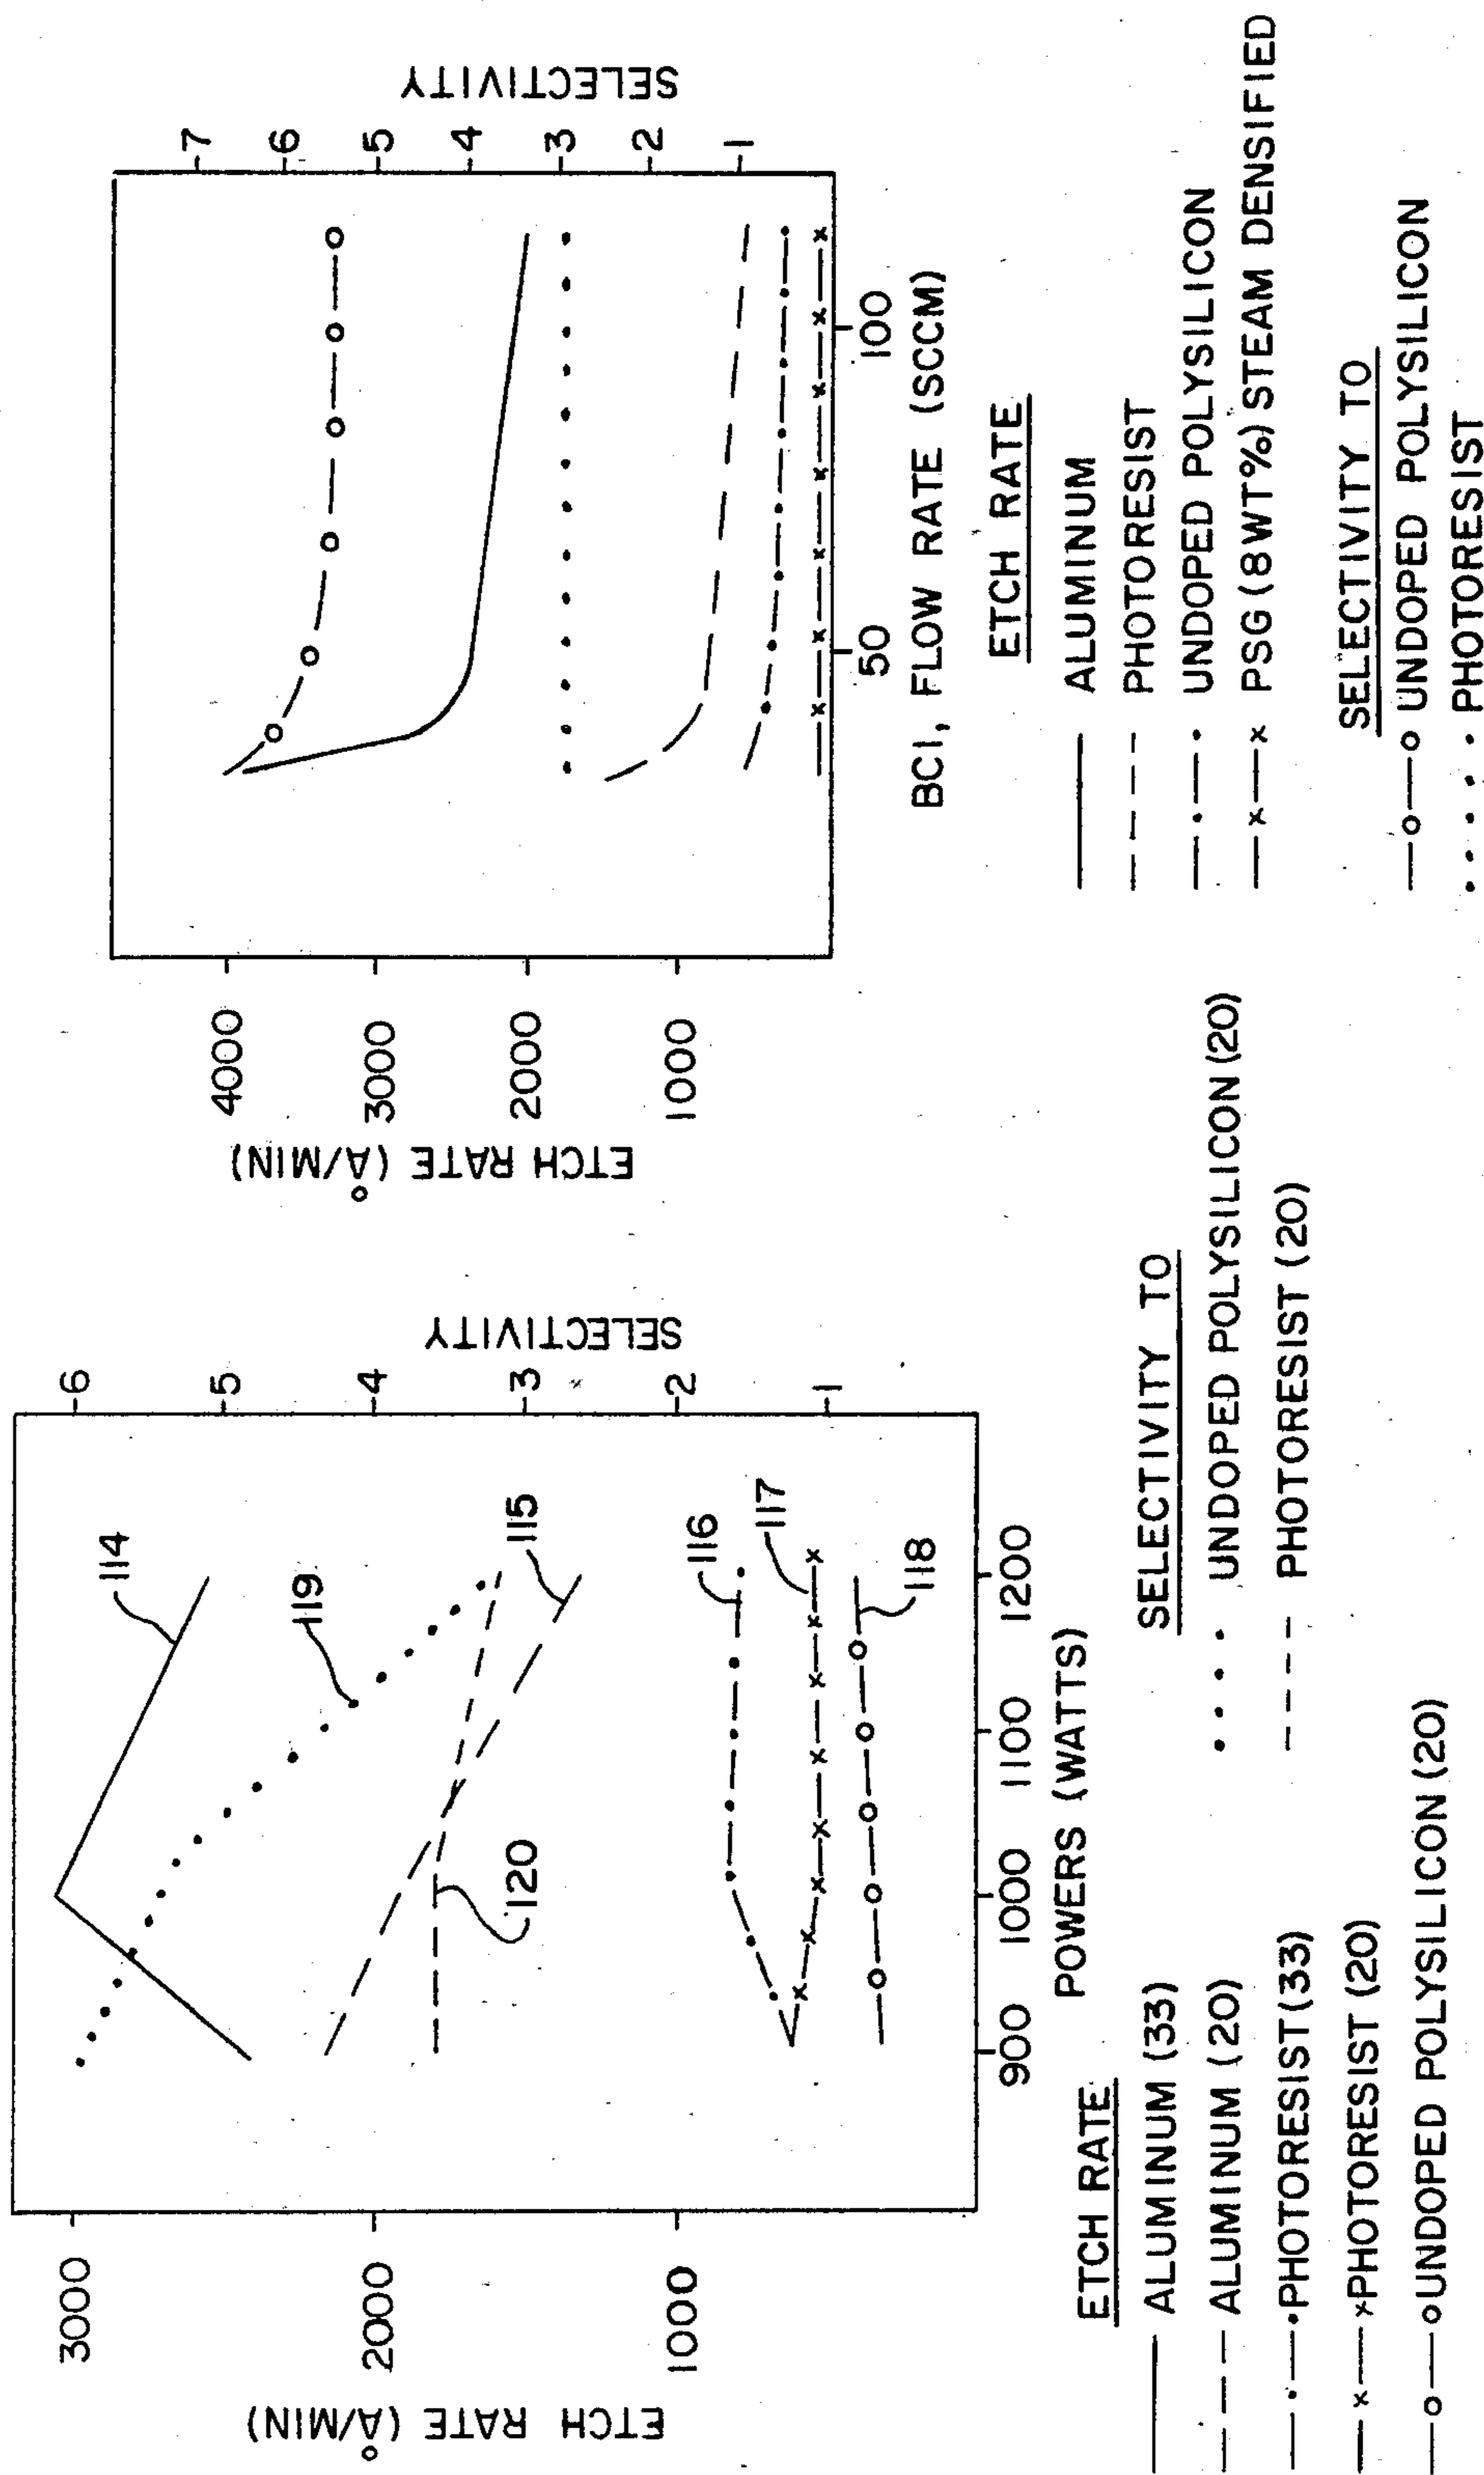 ETCH RATE (Å/MIN)
3000
2000
1000
SELECTIVITY
6
5
4
3
2
1
114
119
115
120
116
117
118
900
1000
1100
1200
POWERS (WATTS)
ETCH RATE
ALUMINUM (33)
ALUMINUM (20)
PHOTORESIST (33)
PHOTORESIST (20)
UNDOPED POLYSILICON (20)
SELECTIVITY TO
UNDOPED POLYSILICON (20)
PHOTORESIST (20)
ETCH RATE (Å/MIN)
4000
3000
2000
1000
SELECTIVITY
7
6
5
4
3
2
1
50
100
BCI, FLOW RATE (SCCM)
ETCH RATE
ALUMINUM
PHOTORESIST
UNDOPED POLYSILICON
PSG (8WT%) STEAM DENSIFIED
SELECTIVITY TO
UNDOPED POLYSILICON
PHOTORESIST